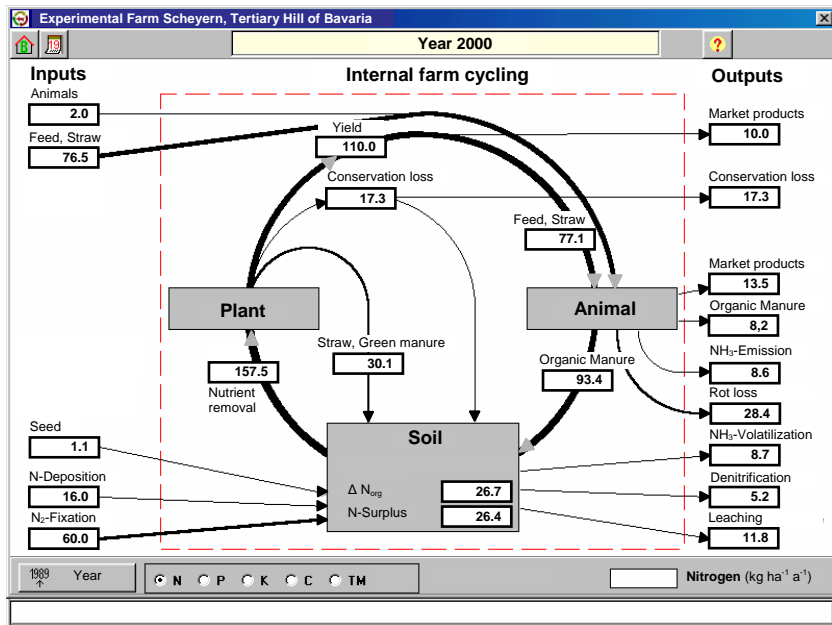 Experimental Farm Scheyern, Tertiary Hill of Bavaria
B
19
Year 2000
?
Inputs
Internal farm cycling
Outputs
Animals
2.0
Feed, Straw
76.5
Yield
110.0
Conservation loss
17.3
Feed, Straw
77.1
Market products
10.0
Conservation loss
17.3
Plant
Animal
Market products
13.5
Organic Manure
8,2
NH₃-Emission
8.6
Rot loss
28.4
Straw, Green manure
30.1
Organic Manure
93.4
157.5
Nutrient
removal
Seed
1.1
N-Deposition
16.0
N₂-Fixation
60.0
Soil
Δ Norg
26.7
N-Surplus
26.4
NH₃-Volatilization
8.7
Denitrification
5.2
Leaching
11.8
1989
Year
N P K C TM
Nitrogen (kg ha⁻¹ a⁻¹)